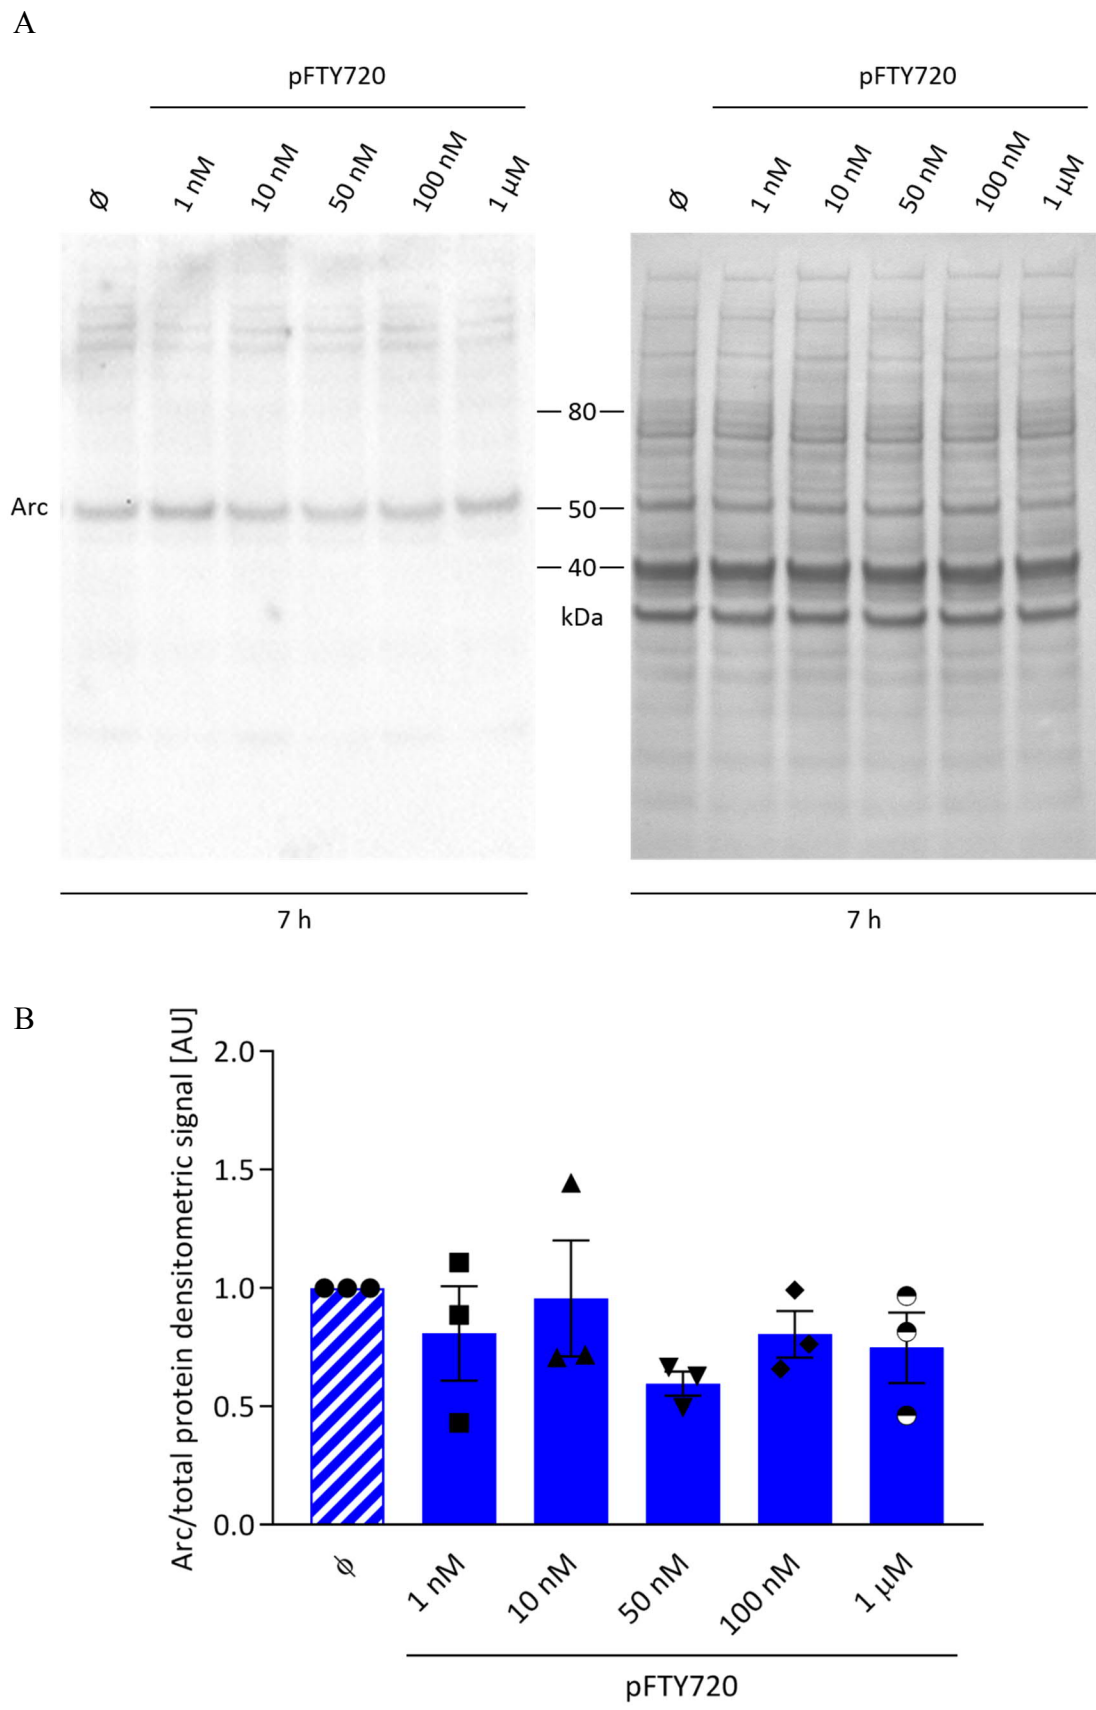 A
pFTY720 pFTY720
Ø 1 nM 10 nM 50 nM 100 nM 1 µM Ø 1 nM 10 nM 50 nM 100 nM 1 µM
80
Arc 50
40
kDa
7 h 7 h
B
Arc/total protein densitometric signal [AU]
2.0
1.5
1.0
0.5
0.0
ϕ 1 nM 10 nM 50 nM 100 nM 1 µM
pFTY720